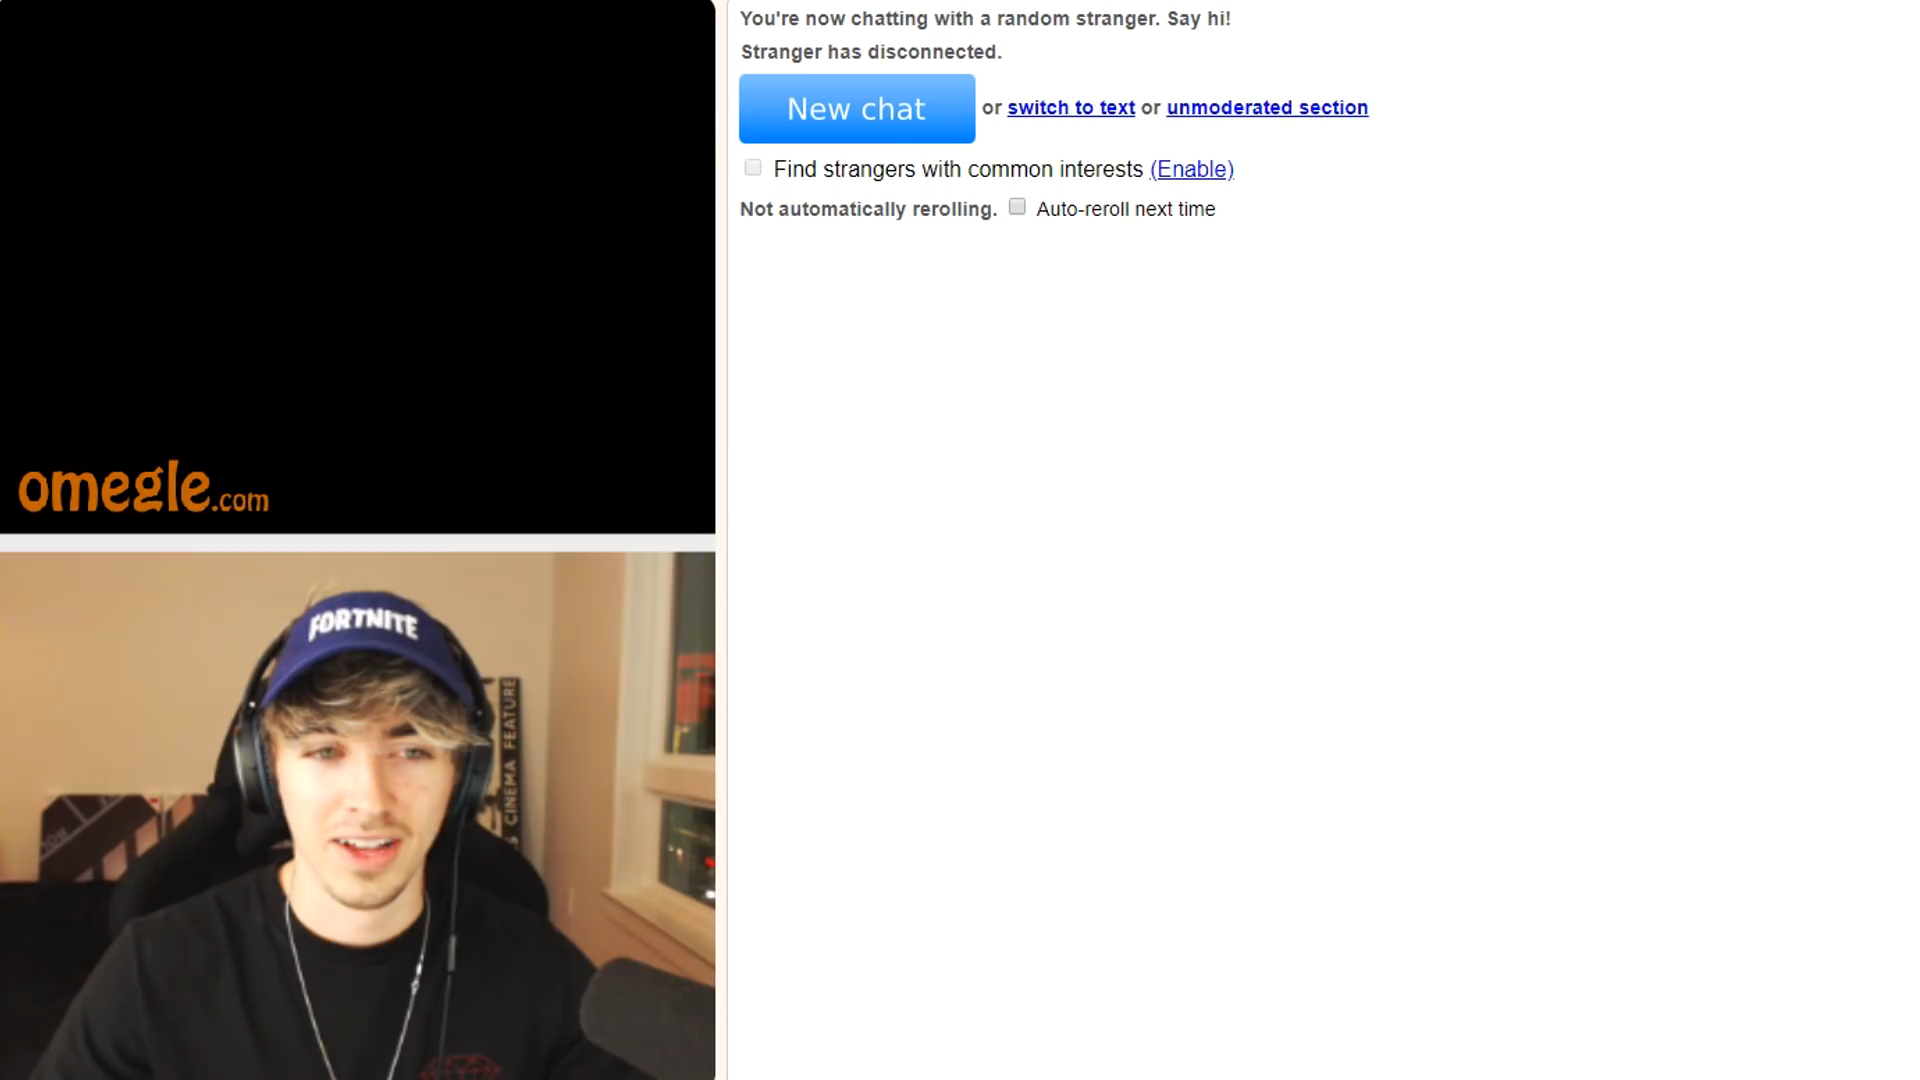 You're now chatting with a random stranger. Say hi!
Stranger has disconnected.
New chat or switch to text or unmoderated section
Find strangers with common interests (Enable)
Not automatically rerolling. Auto-reroll next time
omegle.com
FORTNITE
CINEMA FEATURE